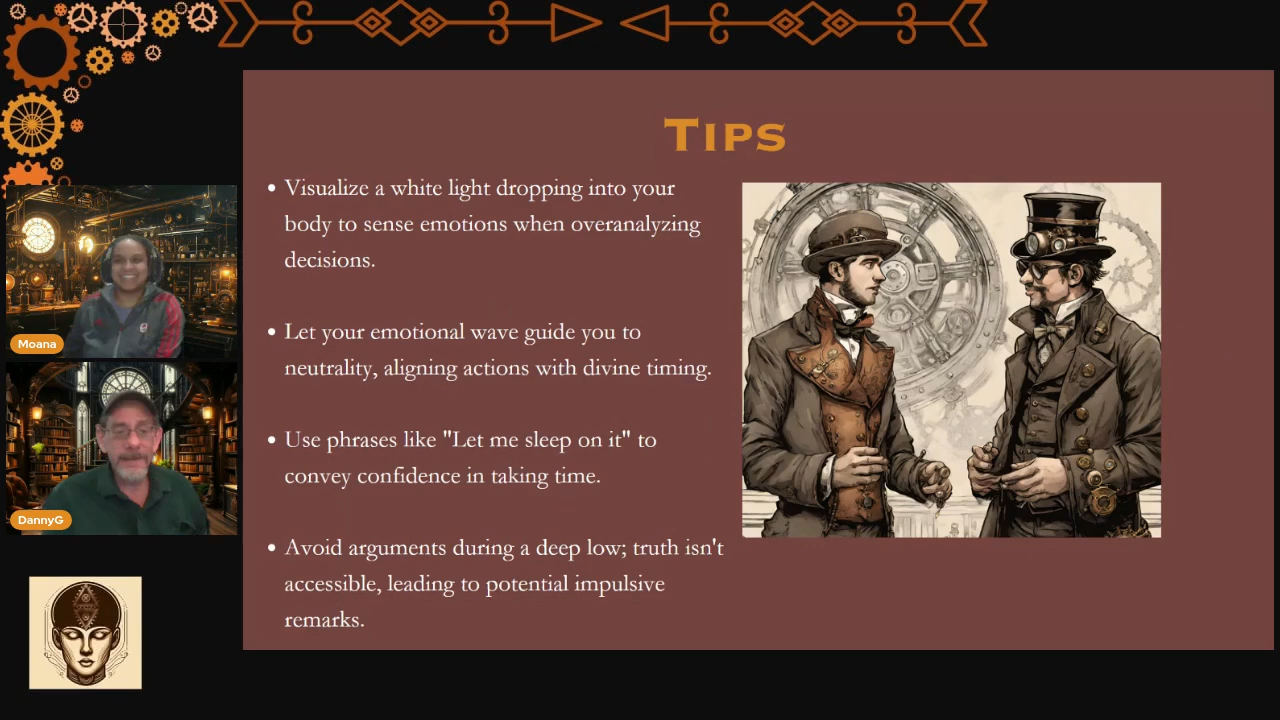 Tips
• Visualize a white light dropping into your
body to sense emotions when overanalyzing
decisions.
• Let your emotional wave guide you to
neutrality, aligning actions with divine timing.
• Use phrases like "Let me sleep on it" to
convey confidence in taking time.
• Avoid arguments during a deep low; truth isn't
accessible, leading to potential impulsive
remarks.
Moana
DannyG